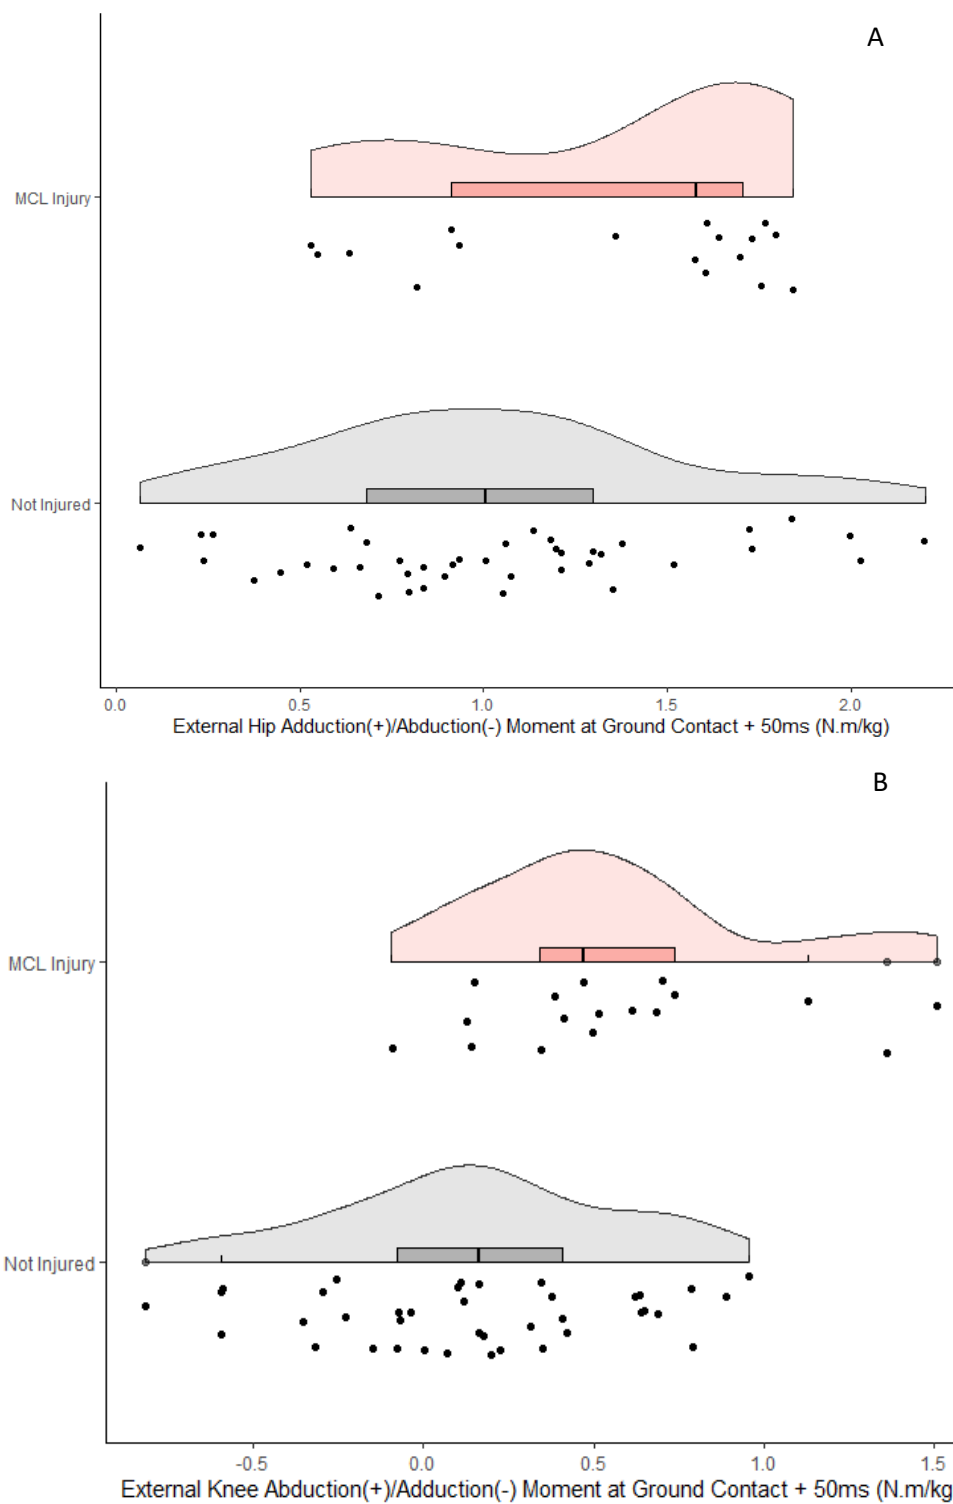 A
MCL Injury
Not Injured
0.0 0.5 1.0 1.5 2.0
External Hip Adduction(+)/Abduction(-) Moment at Ground Contact + 50ms (N.m/kg)
B
MCL Injury
Not Injured
-0.5 0.0 0.5 1.0 1.5
External Knee Abduction(+)/Adduction(-) Moment at Ground Contact + 50ms (N.m/kg